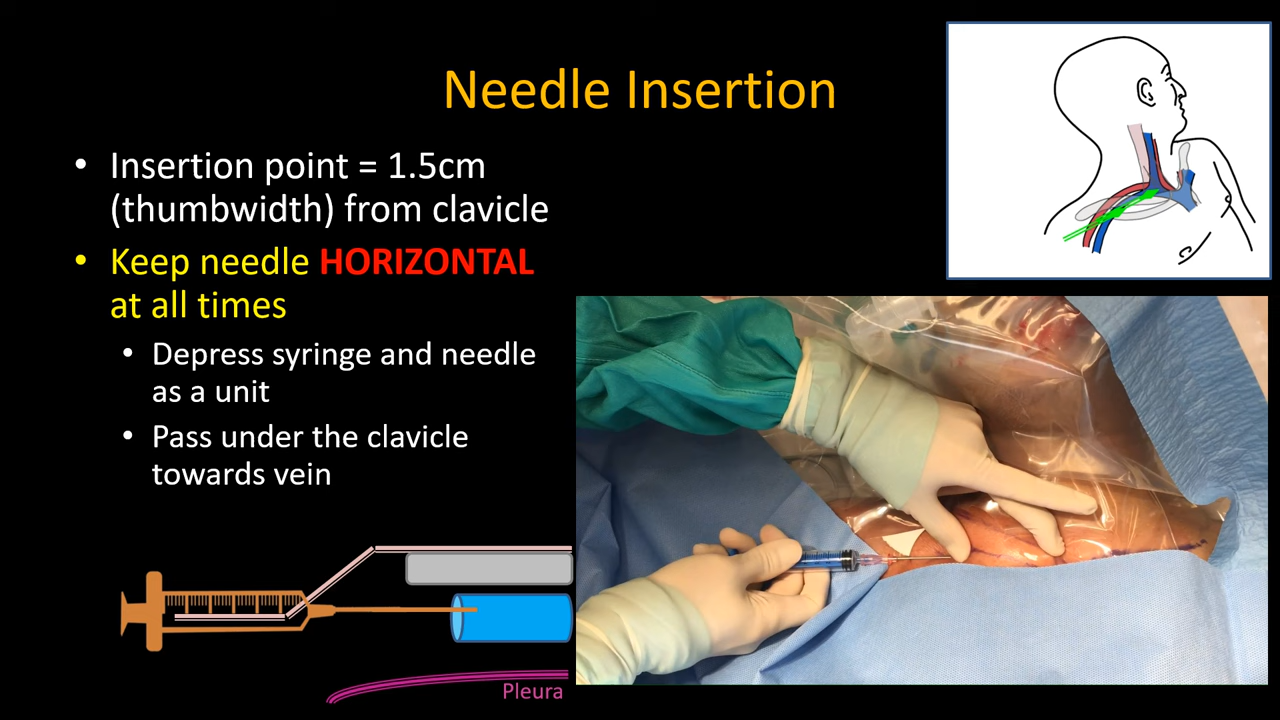 Needle Insertion
• Insertion point = 1.5cm
(thumbwidth) from clavicle
• Keep needle HORIZONTAL
at all times
• Depress syringe and needle
as a unit
• Pass under the clavicle
towards vein
Pleura